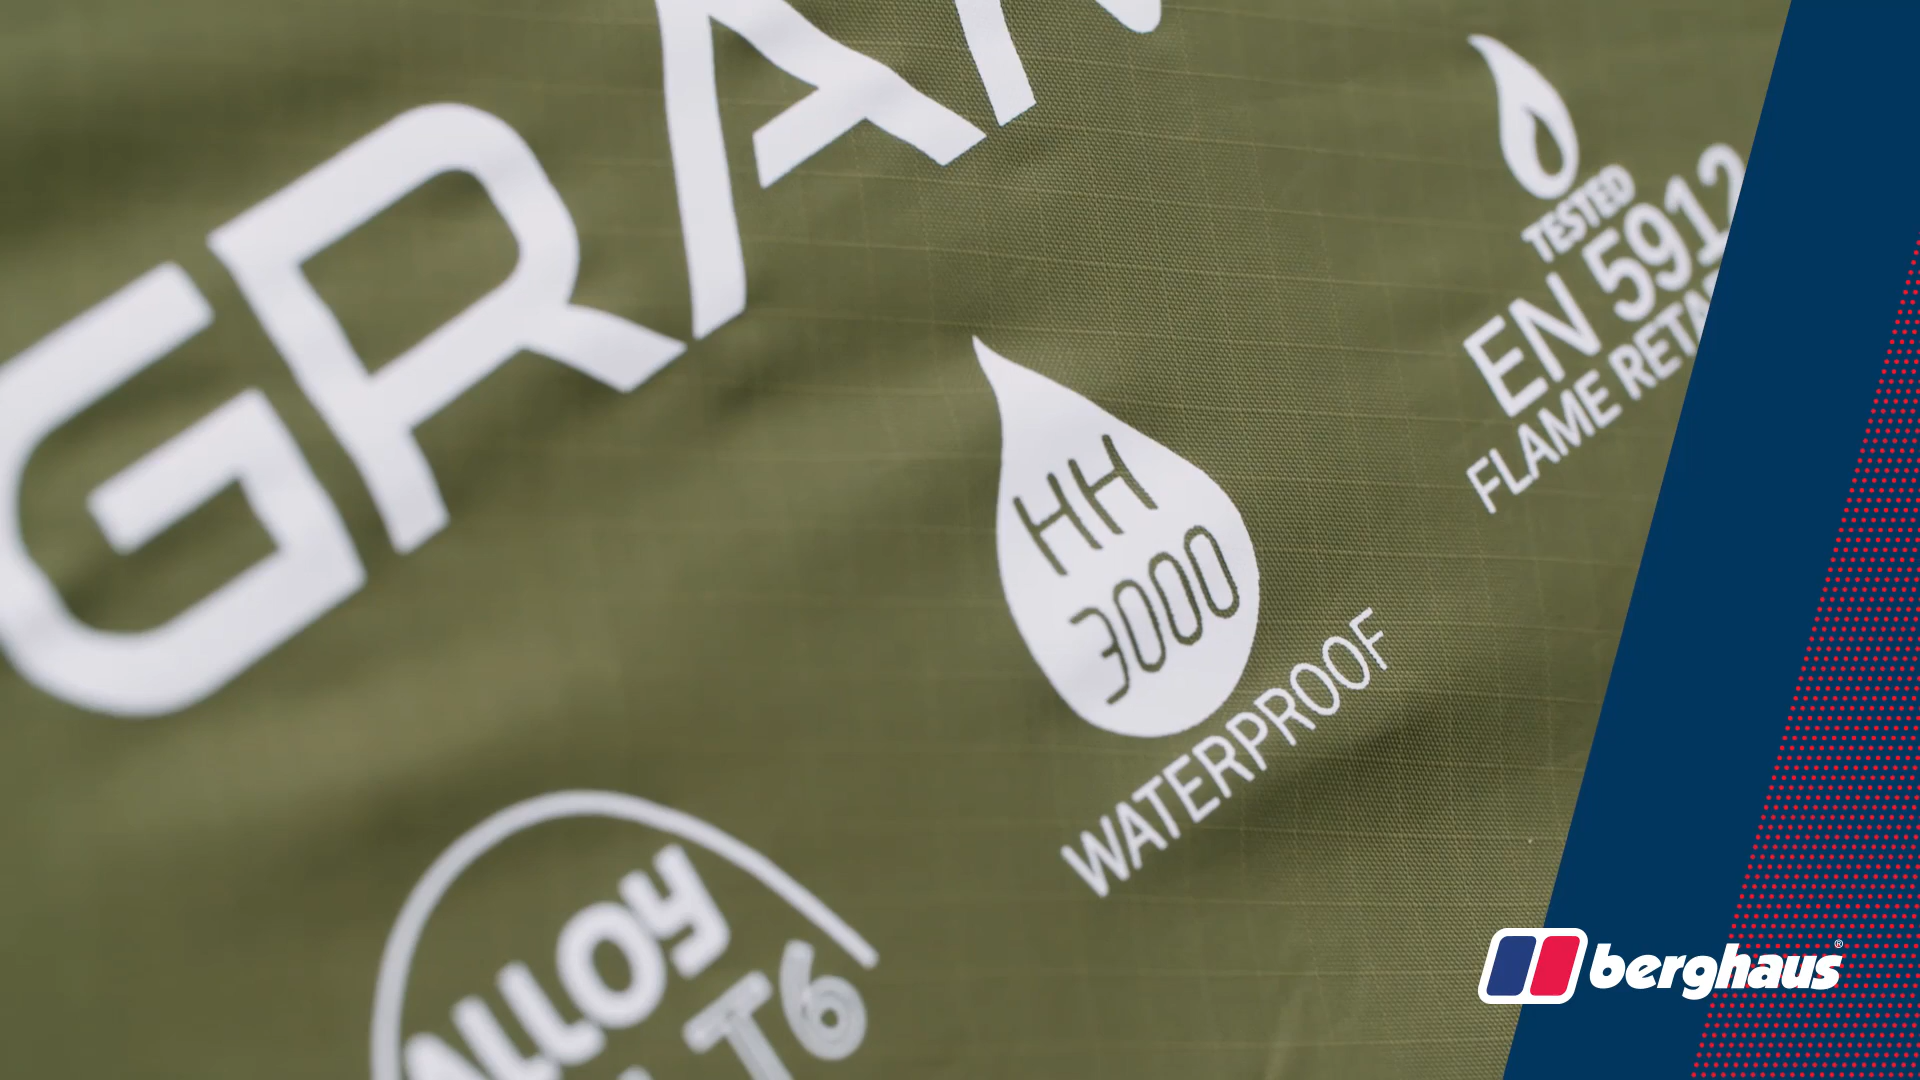 GRA
TESTED
EN 5912
FLAME RETA
HH
3000
WATERPROOF
ALLOY
T6
berghaus®